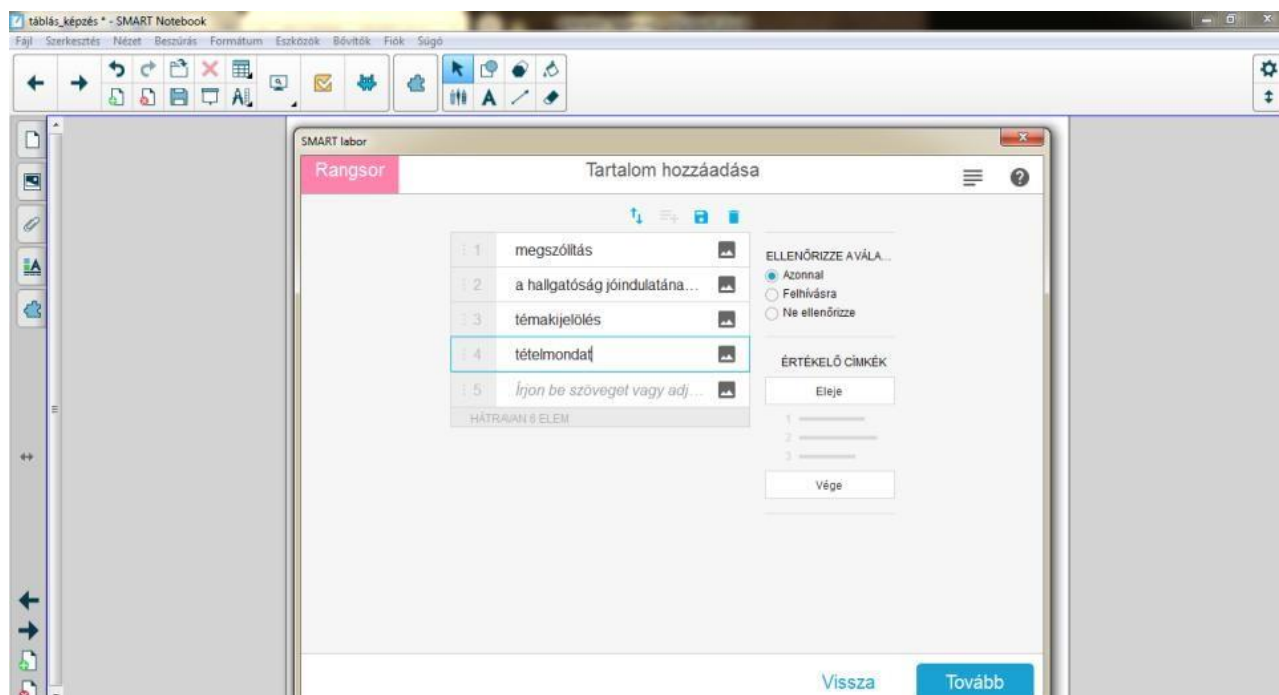 táblás_képzés * - SMART Notebook
Fájl Szerkesztés Nézet Beszúrás Formátum Eszközök Bővítők Fiók Súgó
SMART labor
Rangsor
Tartalom hozzáadása
1 megszólítás
2 a hallgatóság jóindulatána...
3 témakijelölés
4 tételmondat
5 Írjon be szöveget vagy adj...
HÁTRAVAN 6 ELEM
ELLENŐRIZZE A VÁLA...
Azonnal
Felhívásra
Ne ellenőrizze
ÉRTÉKELŐ CÍMKÉK
Eleje
1
2
3
Vége
Vissza
Tovább